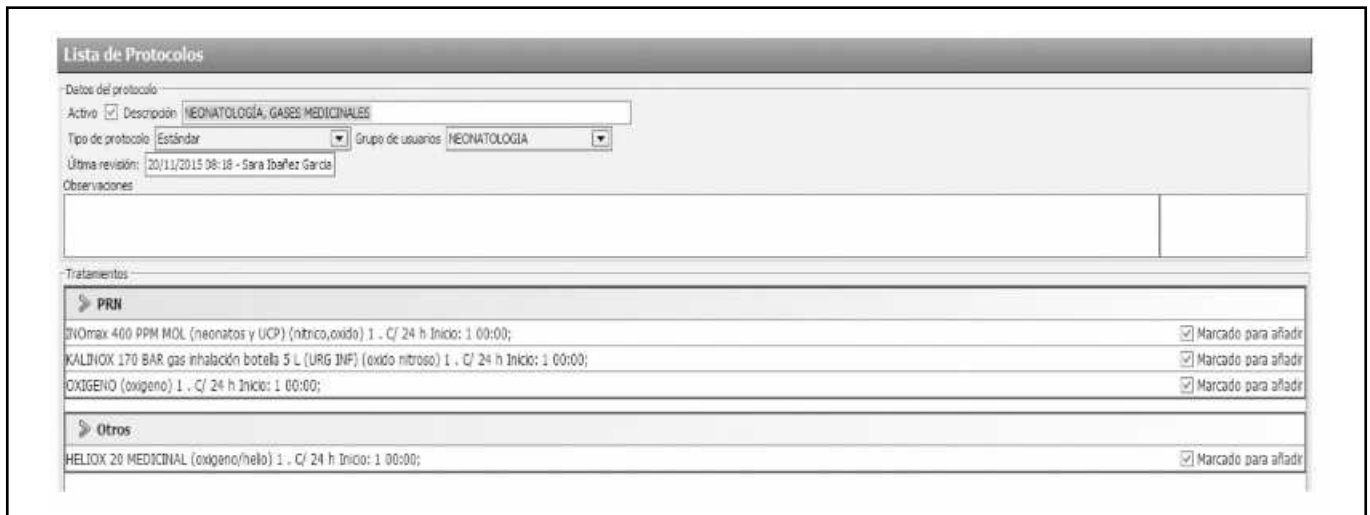 Lista de Protocolos
Datos del protocolo
Activo Descripción NEONATOLOGÍA, GASES MEDICINALES
Tipo de protocolo Estándar Grupo de usuarios NEONATOLOGIA
Última revisión: 20/11/2015 08:18 - Sara Ibañez Garcia
Observaciones
Tratamientos
PRN
INOmax 400 PPM MOL (neonatos y UCP) (nitrico,oxido) 1 . C/ 24 h Inicio: 1 00:00; Marcado para añadir
KALINOX 170 BAR gas inhalación botella 5 L (URG INF) (oxido nitroso) 1 . C/ 24 h Inicio: 1 00:00; Marcado para añadir
OXIGENO (oxigeno) 1 . C/ 24 h Inicio: 1 00:00; Marcado para añadir
Otros
HELIOX 20 MEDICINAL (oxigeno/helio) 1 . C/ 24 h Inicio: 1 00:00; Marcado para añadir